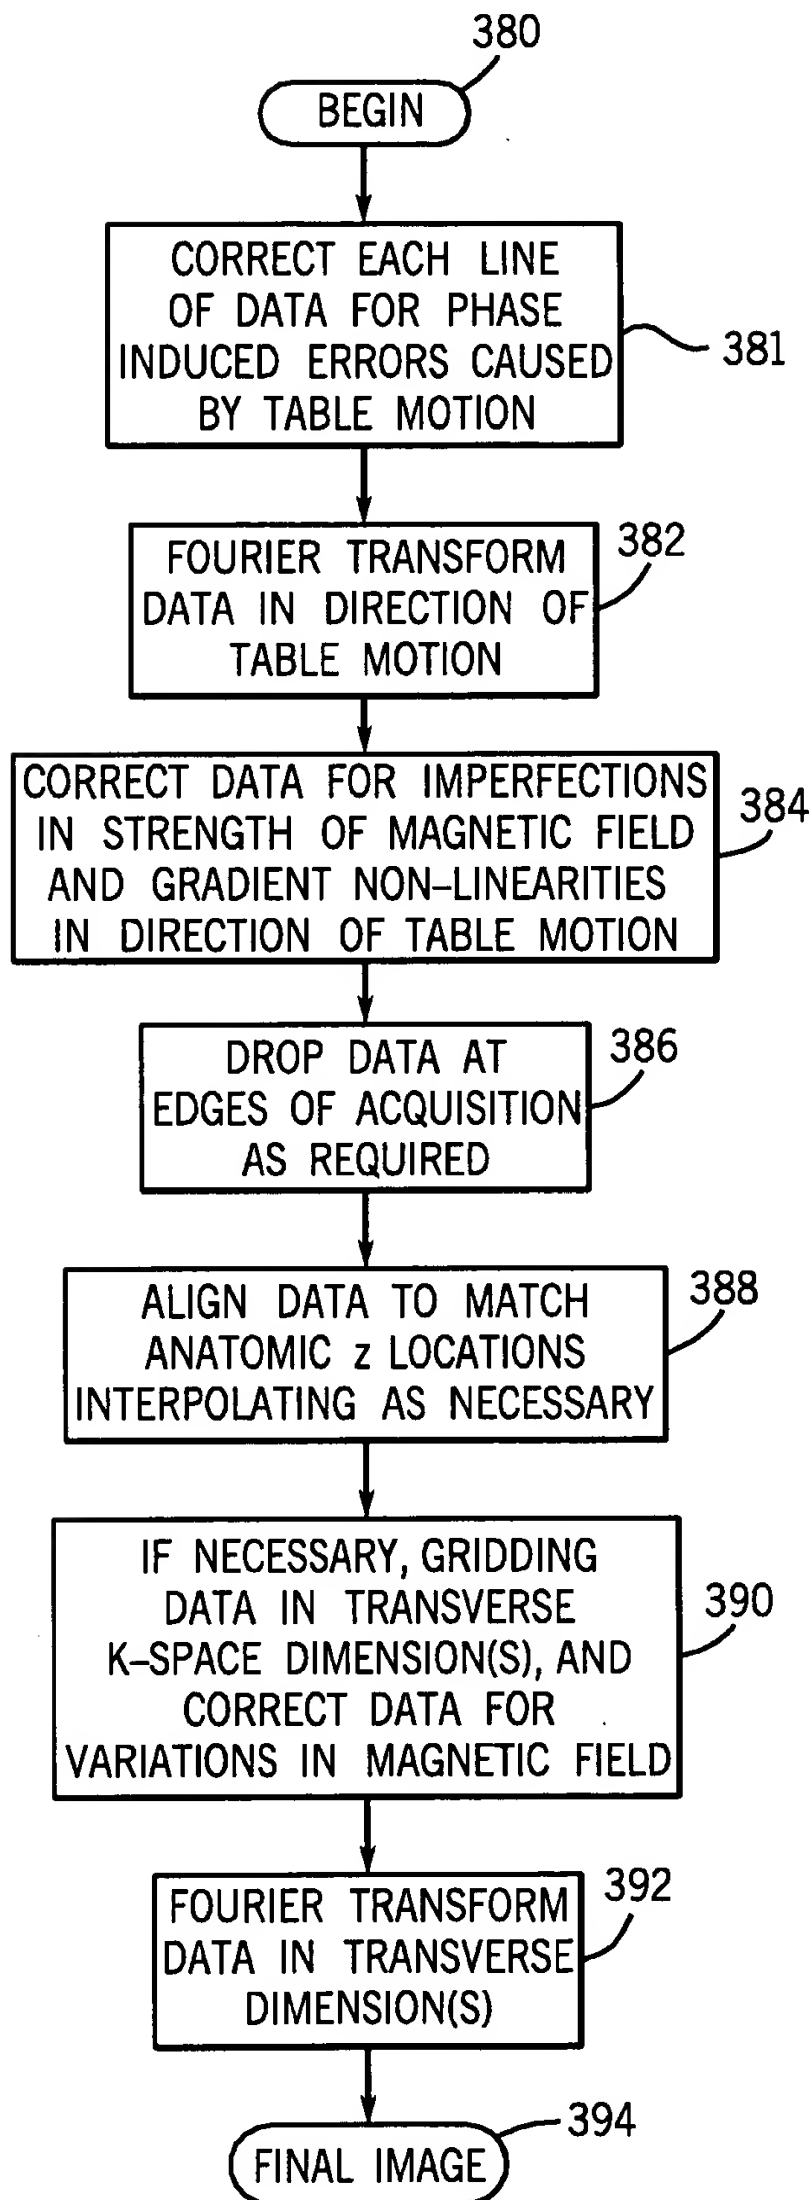 380
BEGIN
CORRECT EACH LINE
OF DATA FOR PHASE
INDUCED ERRORS CAUSED
BY TABLE MOTION
381
FOURIER TRANSFORM
DATA IN DIRECTION OF
TABLE MOTION
382
CORRECT DATA FOR IMPERFECTIONS
IN STRENGTH OF MAGNETIC FIELD
AND GRADIENT NON–LINEARITIES
IN DIRECTION OF TABLE MOTION
384
DROP DATA AT
EDGES OF ACQUISITION
AS REQUIRED
386
ALIGN DATA TO MATCH
ANATOMIC z LOCATIONS
INTERPOLATING AS NECESSARY
388
IF NECESSARY, GRIDDING
DATA IN TRANSVERSE
K–SPACE DIMENSION(S), AND
CORRECT DATA FOR
VARIATIONS IN MAGNETIC FIELD
390
FOURIER TRANSFORM
DATA IN TRANSVERSE
DIMENSION(S)
392
FINAL IMAGE
394